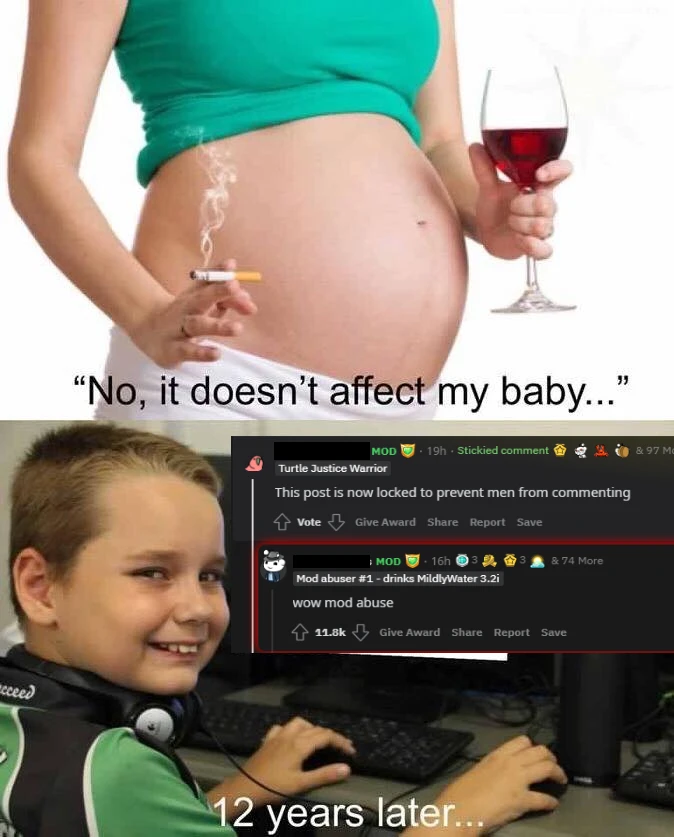 “No, it doesn’t affect my baby...”
MOD · 19h · Stickied comment & 97 M
Turtle Justice Warrior
This post is now locked to prevent men from commenting
Vote Give Award Share Report Save
MOD · 16h 3 3 & 74 More
Mod abuser #1 - drinks MildlyWater 3.2i
wow mod abuse
11.8k Give Award Share Report Save
cceed
12 years later...